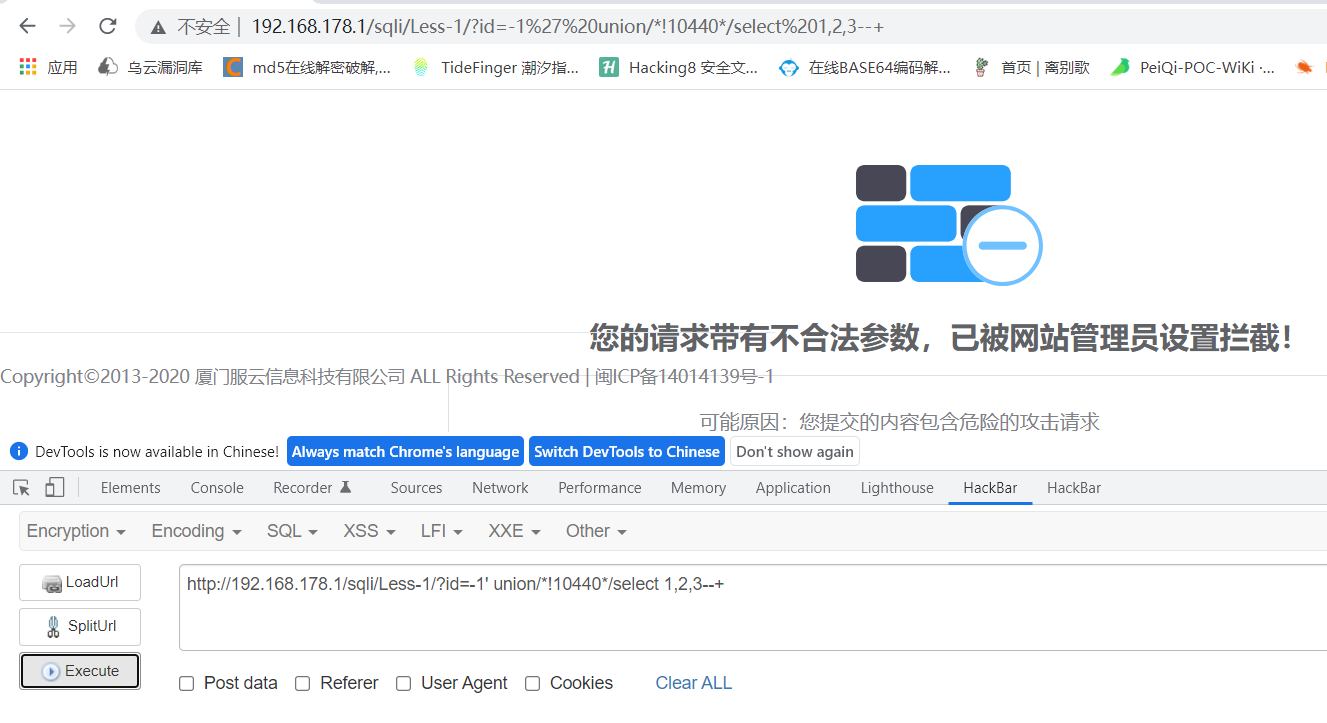 不安全 | 192.168.178.1/sqli/Less-1/?id=-1%27%20union/*!10440*/select%201,2,3--+
应用 乌云漏洞库 md5在线解密破解,... TideFinger 潮汐指... Hacking8 安全文... 在线BASE64编码解... 首页 | 离别歌 PeiQi-POC-WiKi ·...
您的请求带有不合法参数，已被网站管理员设置拦截！
Copyright©2013-2020 厦门服云信息科技有限公司 ALL Rights Reserved | 闽ICP备14014139号-1
可能原因：您提交的内容包含危险的攻击请求
DevTools is now available in Chinese! Always match Chrome's language Switch DevTools to Chinese Don't show again
Elements Console Recorder Sources Network Performance Memory Application Lighthouse HackBar HackBar
Encryption Encoding SQL XSS LFI XXE Other
LoadUrl http://192.168.178.1/sqli/Less-1/?id=-1' union/*!10440*/select 1,2,3--+
SplitUrl
Execute
Post data Referer User Agent Cookies Clear ALL